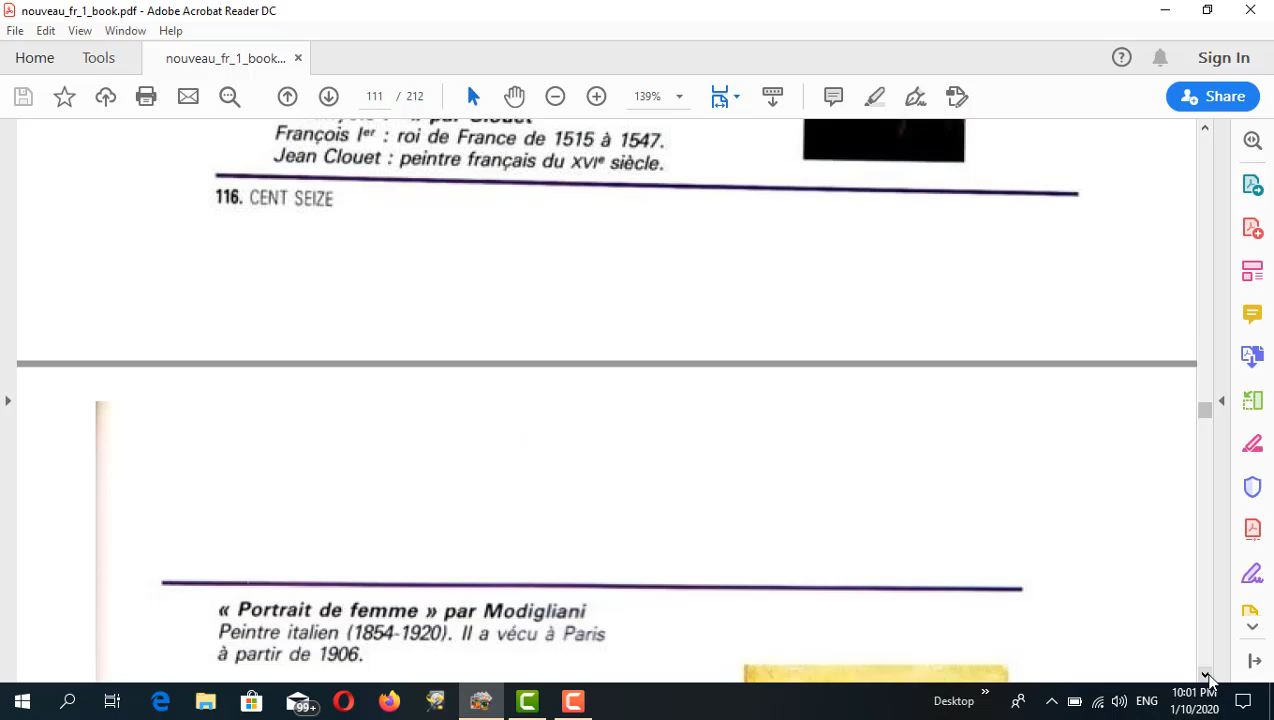 nouveau_fr_1_book.pdf - Adobe Acrobat Reader DC
File Edit View Window Help
Home Tools nouveau_fr_1_book... × Sign In
111 / 212 139% Share
par Clouet
François Ier : roi de France de 1515 à 1547.
Jean Clouet : peintre français du XVIe siècle.
116. CENT SEIZE
« Portrait de femme » par Modigliani
Peintre italien (1854-1920). Il a vécu à Paris
à partir de 1906.
99+ Desktop ENG 10:01 PM
1/10/2020